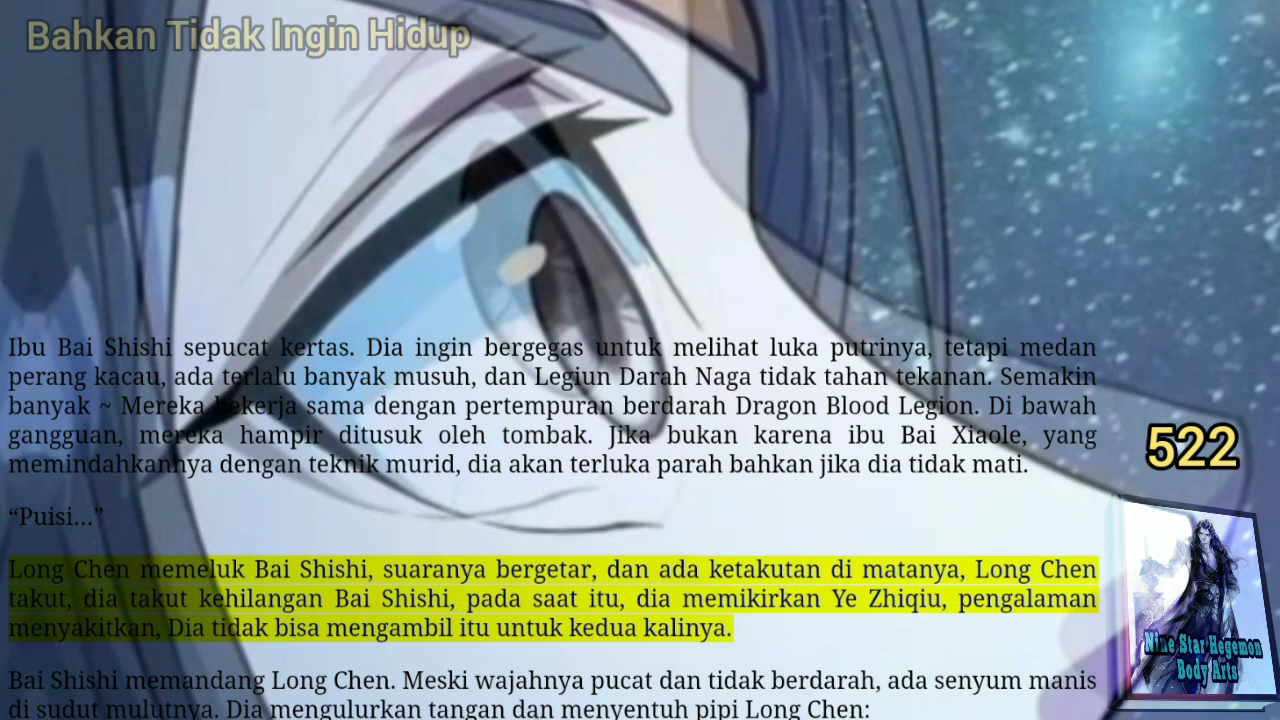 Bahkan Tidak Ingin Hidup
Ibu Bai Shishi sepucat kertas. Dia ingin bergegas untuk melihat luka putrinya, tetapi medan
perang kacau, ada terlalu banyak musuh, dan Legiun Darah Naga tidak tahan tekanan. Semakin
banyak ~ Mereka bekerja sama dengan pertempuran berdarah Dragon Blood Legion. Di bawah
gangguan, mereka hampir ditusuk oleh tombak. Jika bukan karena ibu Bai Xiaole, yang
memindahkannya dengan teknik murid, dia akan terluka parah bahkan jika dia tidak mati.
“Puisi…”
Long Chen memeluk Bai Shishi, suaranya bergetar, dan ada ketakutan di matanya, Long Chen
takut, dia takut kehilangan Bai Shishi, pada saat itu, dia memikirkan Ye Zhiqiu, pengalaman
menyakitkan, Dia tidak bisa mengambil itu untuk kedua kalinya.
Bai Shishi memandang Long Chen. Meski wajahnya pucat dan tidak berdarah, ada senyum manis
di sudut mulutnya. Dia mengulurkan tangan dan menyentuh pipi Long Chen:
522
Nine Star Hegemon
Body Arts